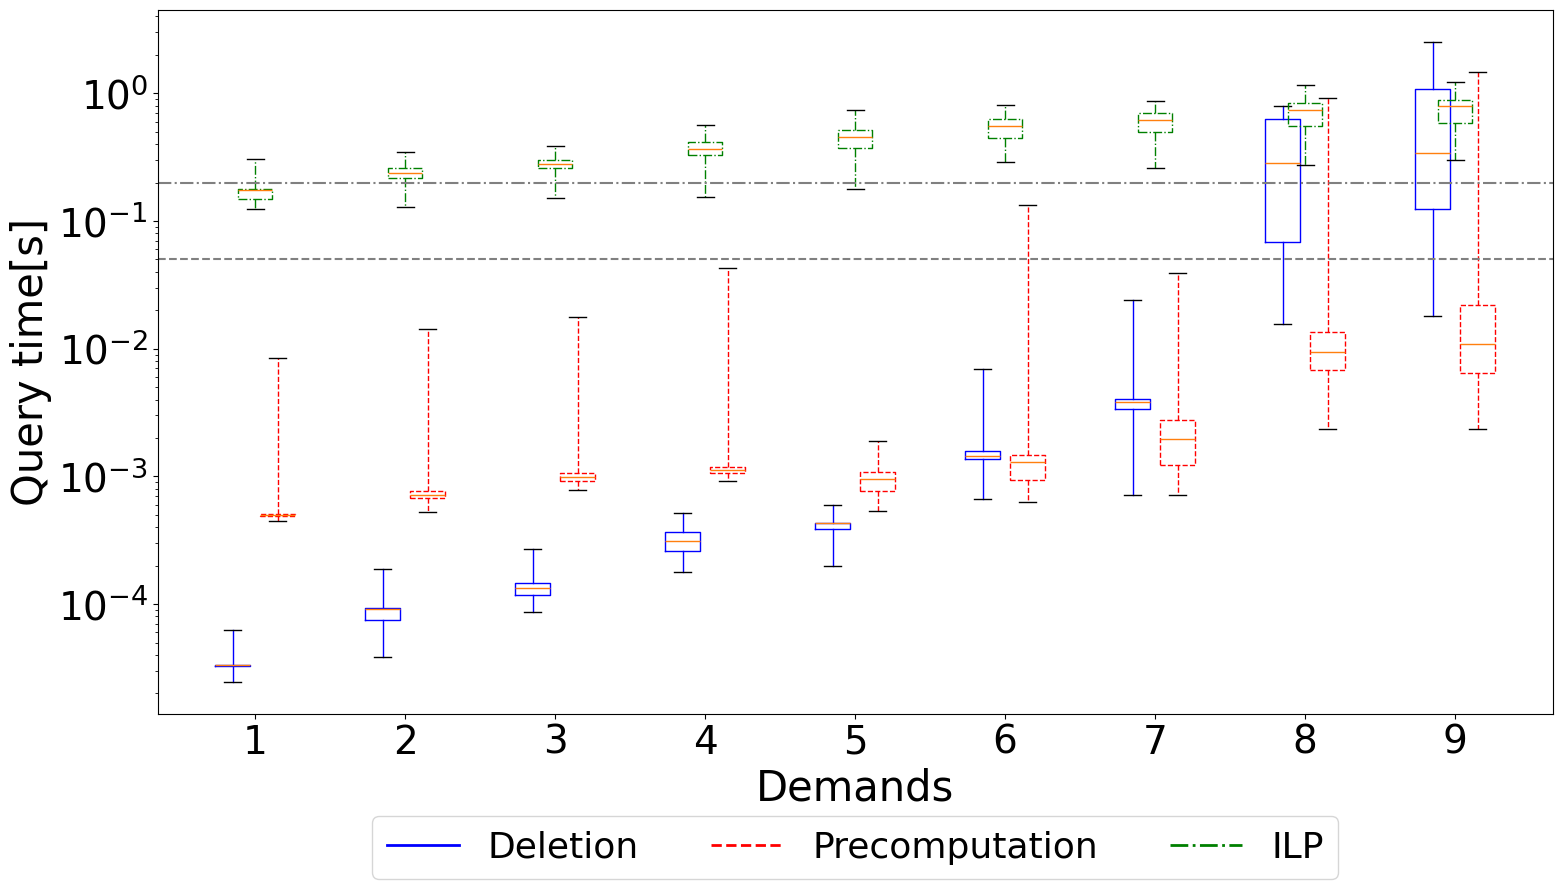 Query time[s]
10^0
10^-1
10^-2
10^-3
10^-4
1 2 3 4 5 6 7 8 9
Demands
Deletion Precomputation ILP